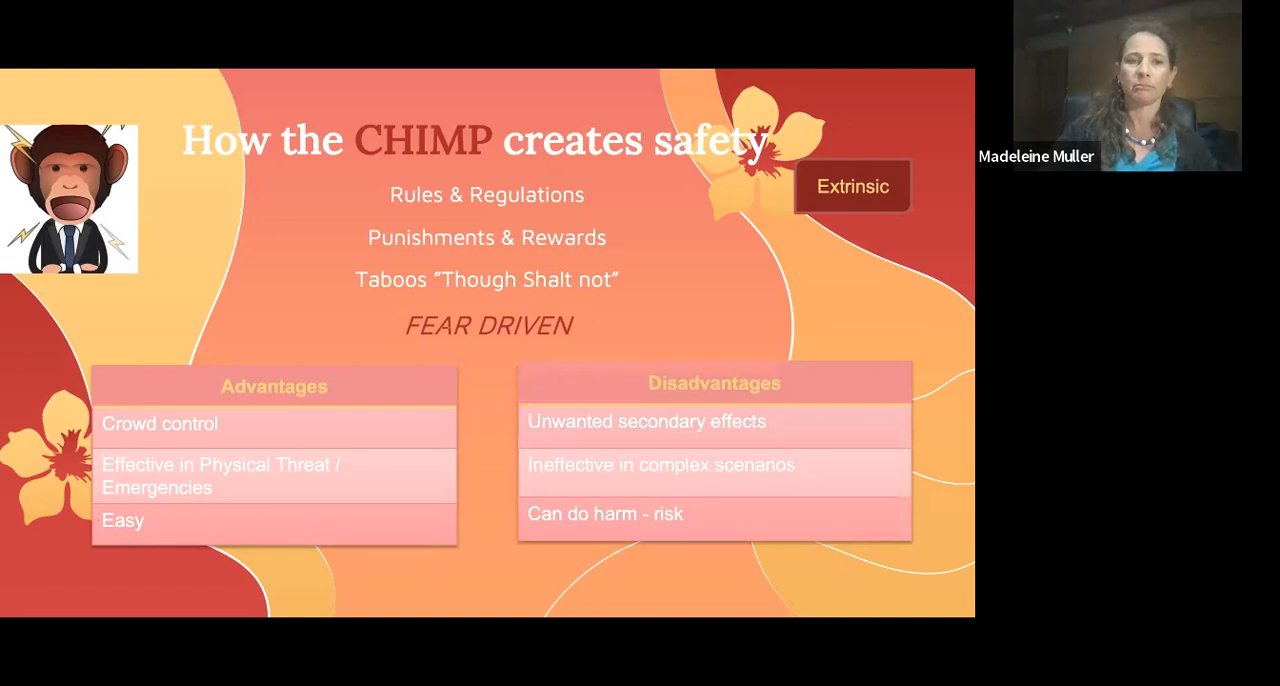 How the CHIMP creates safety
Extrinsic
Rules & Regulations
Punishments & Rewards
Taboos ”Though Shalt not”
FEAR DRIVEN
Advantages
Crowd control
Effective in Physical Threat /
Emergencies
Easy
Disadvantages
Unwanted secondary effects
Ineffective in complex scenarios
Can do harm - risk
Madeleine Muller